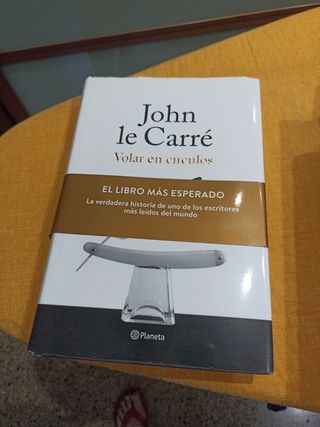 John
le Carré
Volar en círculos
EL LIBRO MÁS ESPERADO
La verdadera historia de uno de los escritores
más leídos del mundo
Planeta